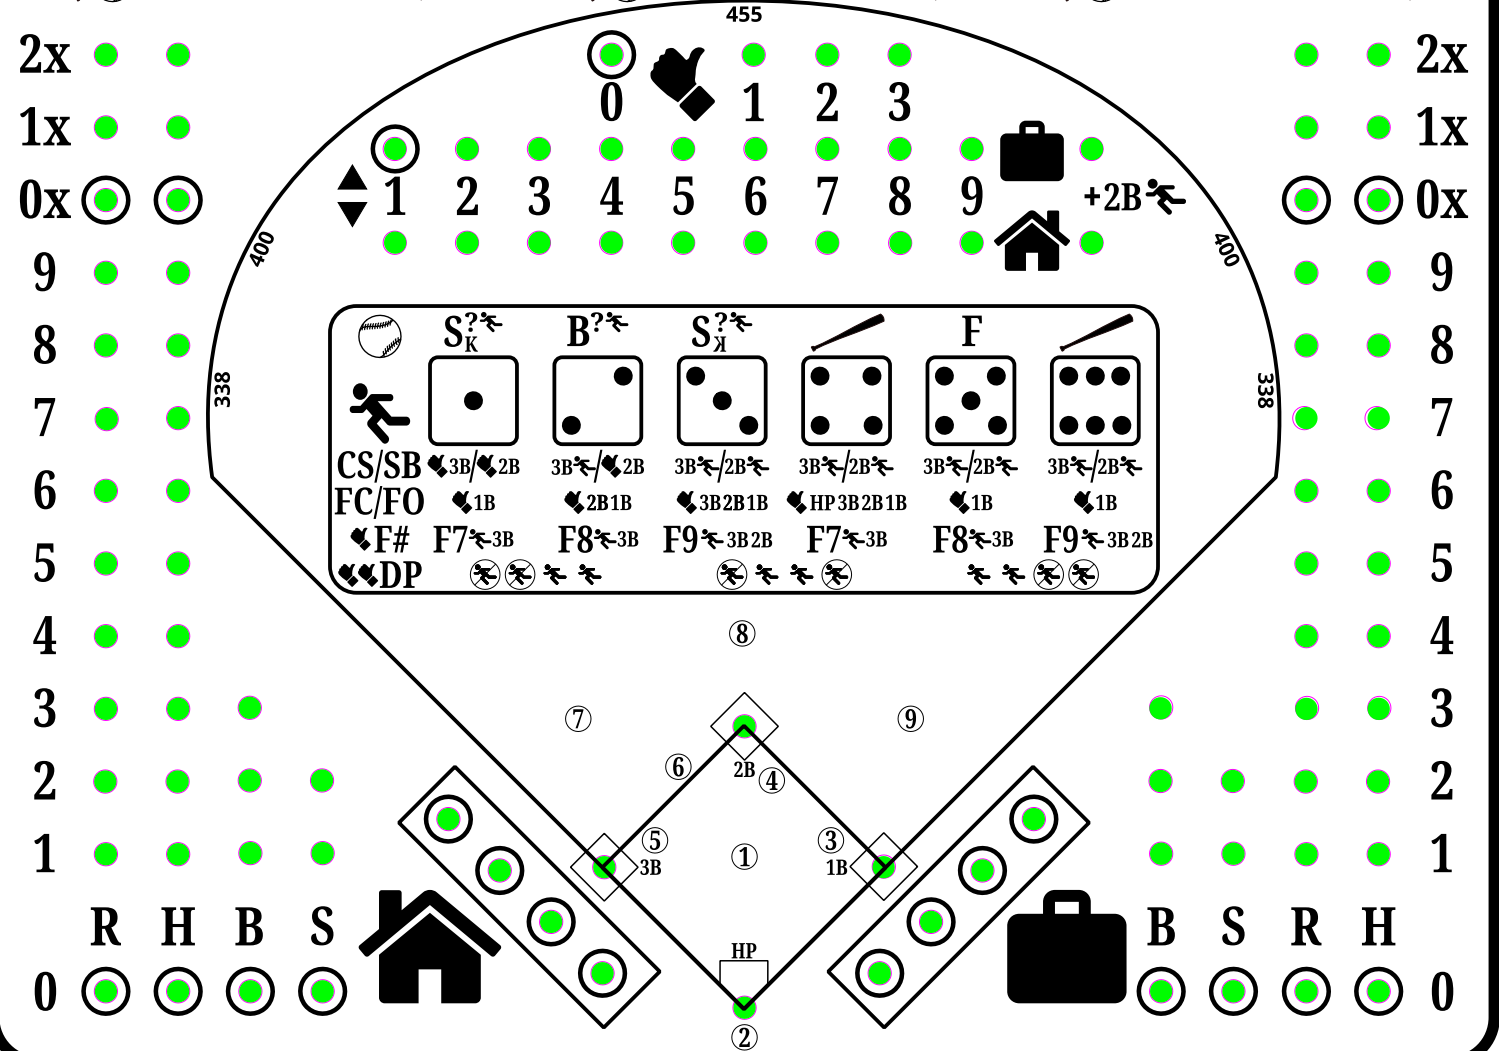 455
2x 2x
0 1 2 3
1x 1x
1 2 3 4 5 6 7 8 9 +2B
0x 0x
400 400
9 9
S?K B?? S?K F
8 8
338 338
7 7
CS/SB 3B/2B 3B/2B 3B/2B 3B/2B 3B/2B 3B/2B
6 6
FC/FO 1B 2B1B 3B2B1B HP3B2B1B 1B 1B
F# F7 3B F8 3B F9 3B2B F7 3B F8 3B F9 3B2B
5 5
DP
4 4
8
3 3
7 9
6
2B 4
2 2
5 3
3B 1 1B
1 1
R H B S B S R H
HP
0 0
2